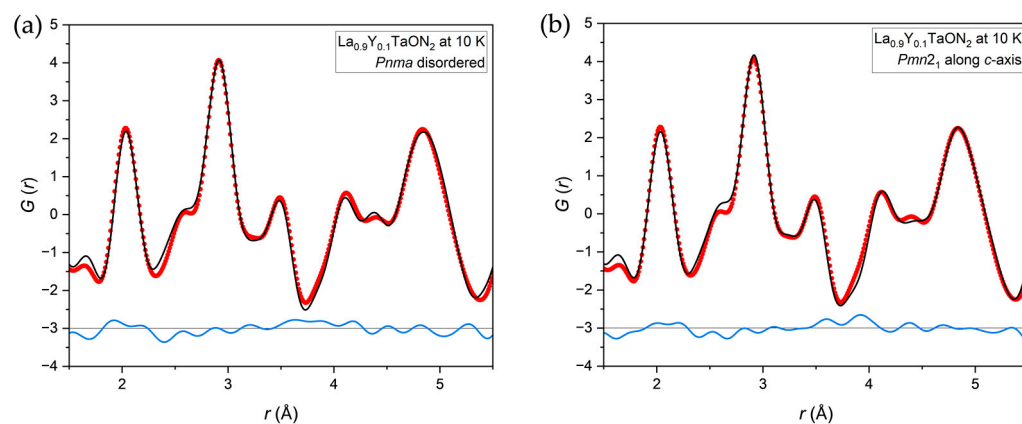 (a)
La₀.₉Y₀.₁TaON₂ at 10 K
Pnma disordered
5
4
3
2
1
0
−1
−2
−3
−4
G (r)
2
3
4
5
r (Å)
(b)
La₀.₉Y₀.₁TaON₂ at 10 K
Pmn2₁ along c-axis
5
4
3
2
1
0
−1
−2
−3
−4
G (r)
2
3
4
5
r (Å)